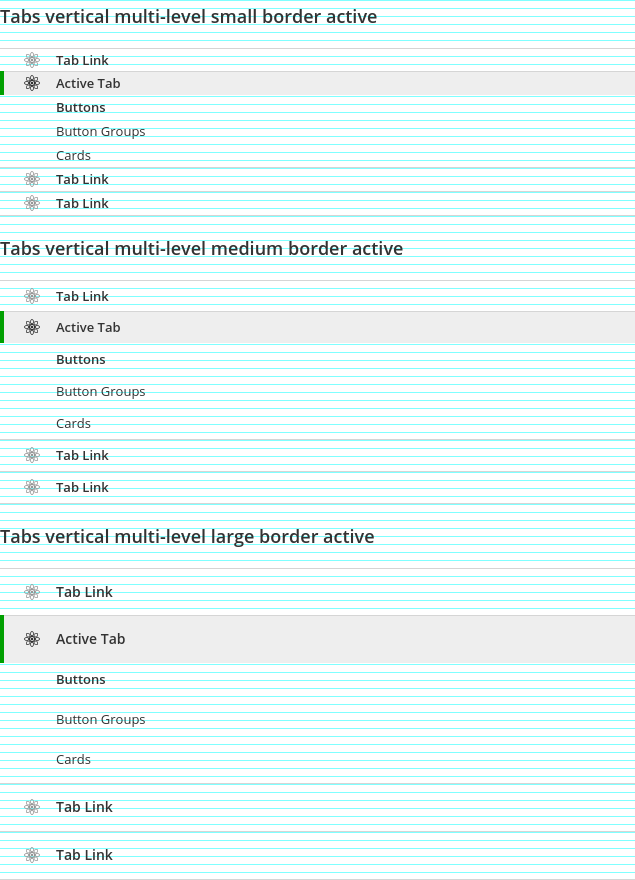 Tabs vertical multi-level small border active
Tab Link
Active Tab
Buttons
Button Groups
Cards
Tab Link
Tab Link
Tabs vertical multi-level medium border active
Tab Link
Active Tab
Buttons
Button Groups
Cards
Tab Link
Tab Link
Tabs vertical multi-level large border active
Tab Link
Active Tab
Buttons
Button Groups
Cards
Tab Link
Tab Link